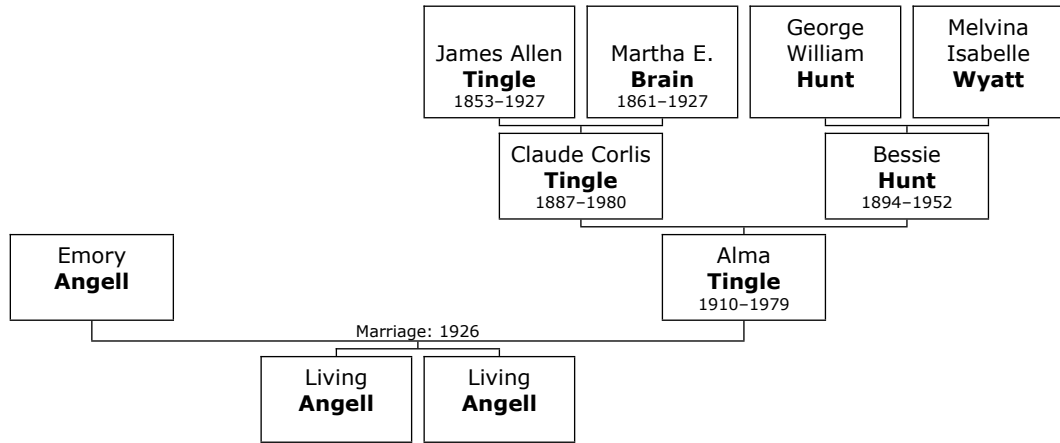 James Allen
Tingle
1853–1927
Martha E.
Brain
1861–1927
George
William
Hunt
Melvina
Isabelle
Wyatt
Claude Corlis
Tingle
1887–1980
Bessie
Hunt
1894–1952
Emory
Angell
Alma
Tingle
1910–1979
Marriage: 1926
Living
Angell
Living
Angell